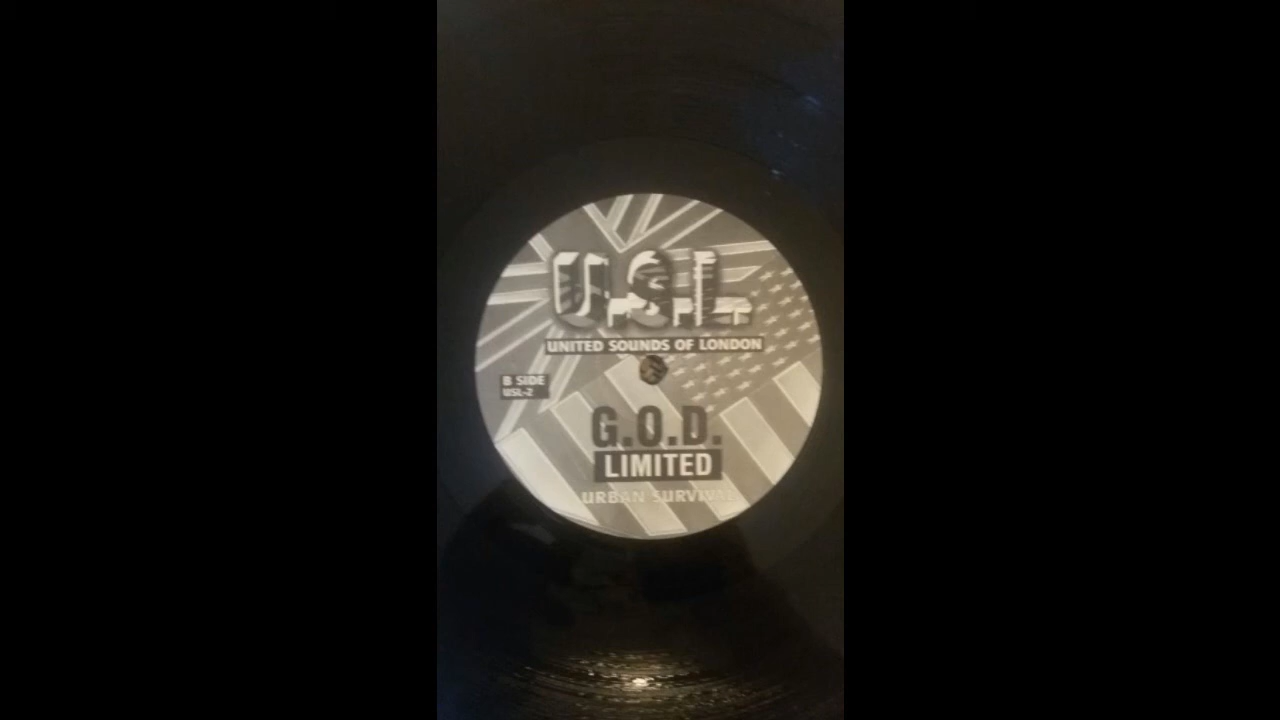 U.S.L.
UNITED SOUNDS OF LONDON
B SIDE
USL-2
G.O.D.
LIMITED
URBAN SURVIVAL